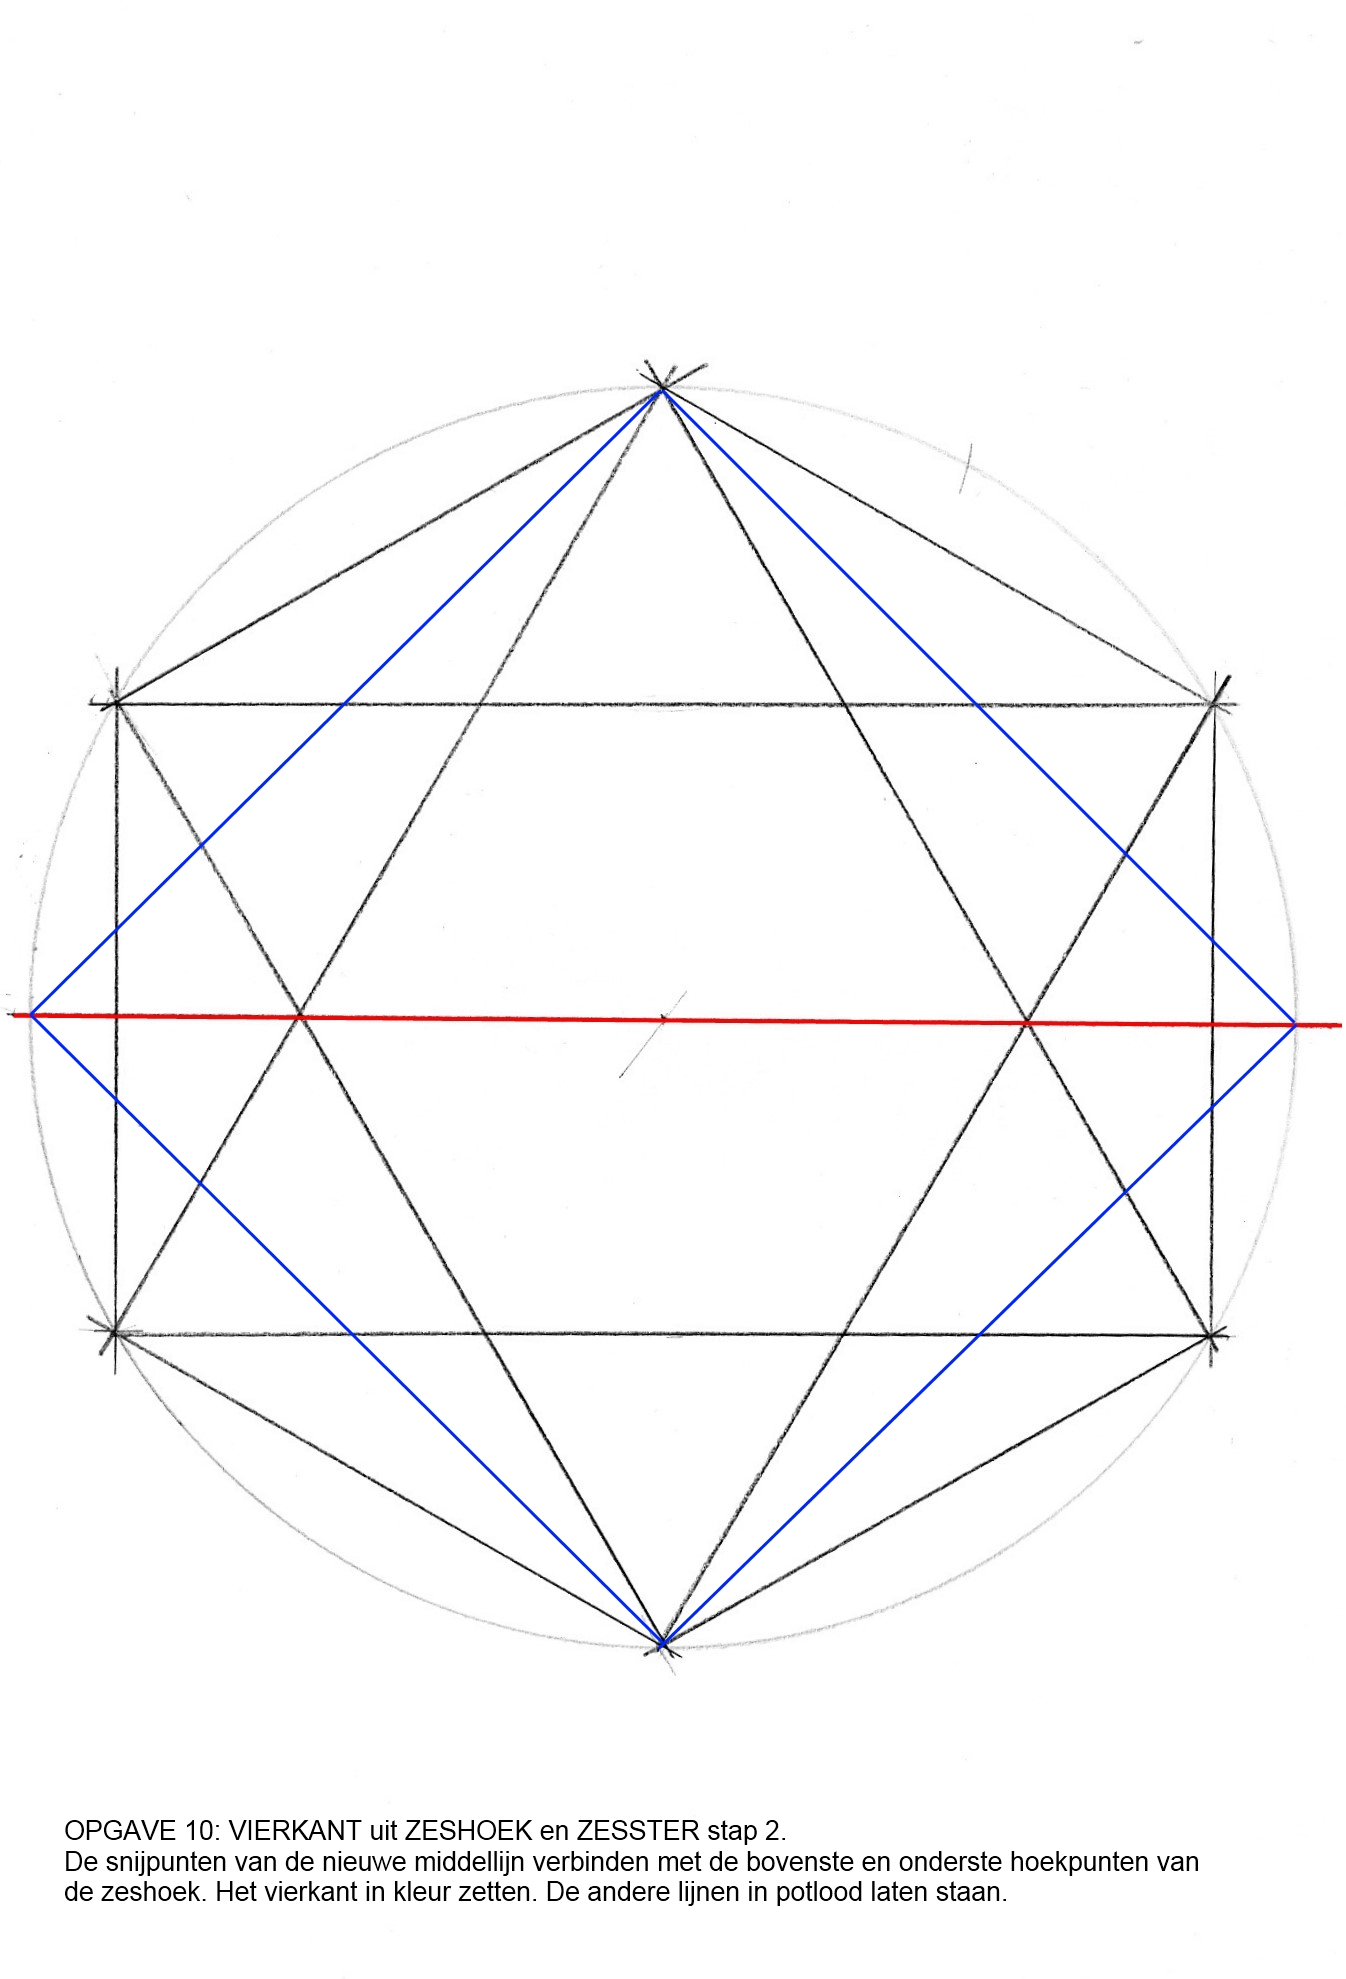 OPGAVE 10: VIERKANT uit ZESHOEK en ZESSTER stap 2.
De snijpunten van de nieuwe middellijn verbinden met de bovenste en onderste hoekpunten van
de zeshoek. Het vierkant in kleur zetten. De andere lijnen in potlood laten staan.